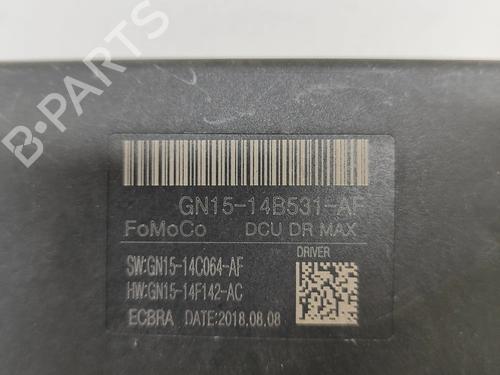 B-PARTS
GN15-14B531-AF
FoMoCo DCU DR MAX
DRIVER
SW:GN15-14C064-AF
HW:GN15-14F142-AC
ECBRA DATE:2018.08.08